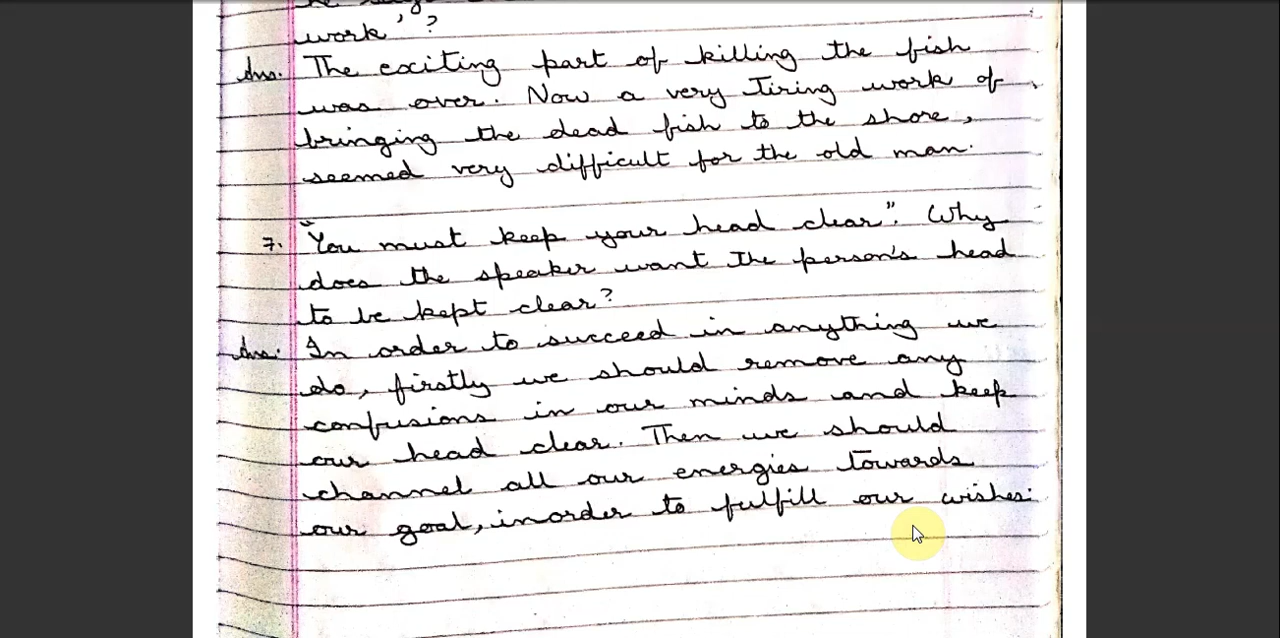 work' ?
Ans. The exciting part of killing the fish
was over. Now a very Tiring work of
bringing the dead fish to the shore,
seemed very difficult for the old man.
7. "You must keep your head clear". Why
does the speaker want the person's head
to be kept clear?
Ans. In order to succeed in anything we
do, firstly we should remove any
confusions in our minds and keep
our head clear. Then we should
channel all our energies towards
our goal, inorder to fulfill our wishes.